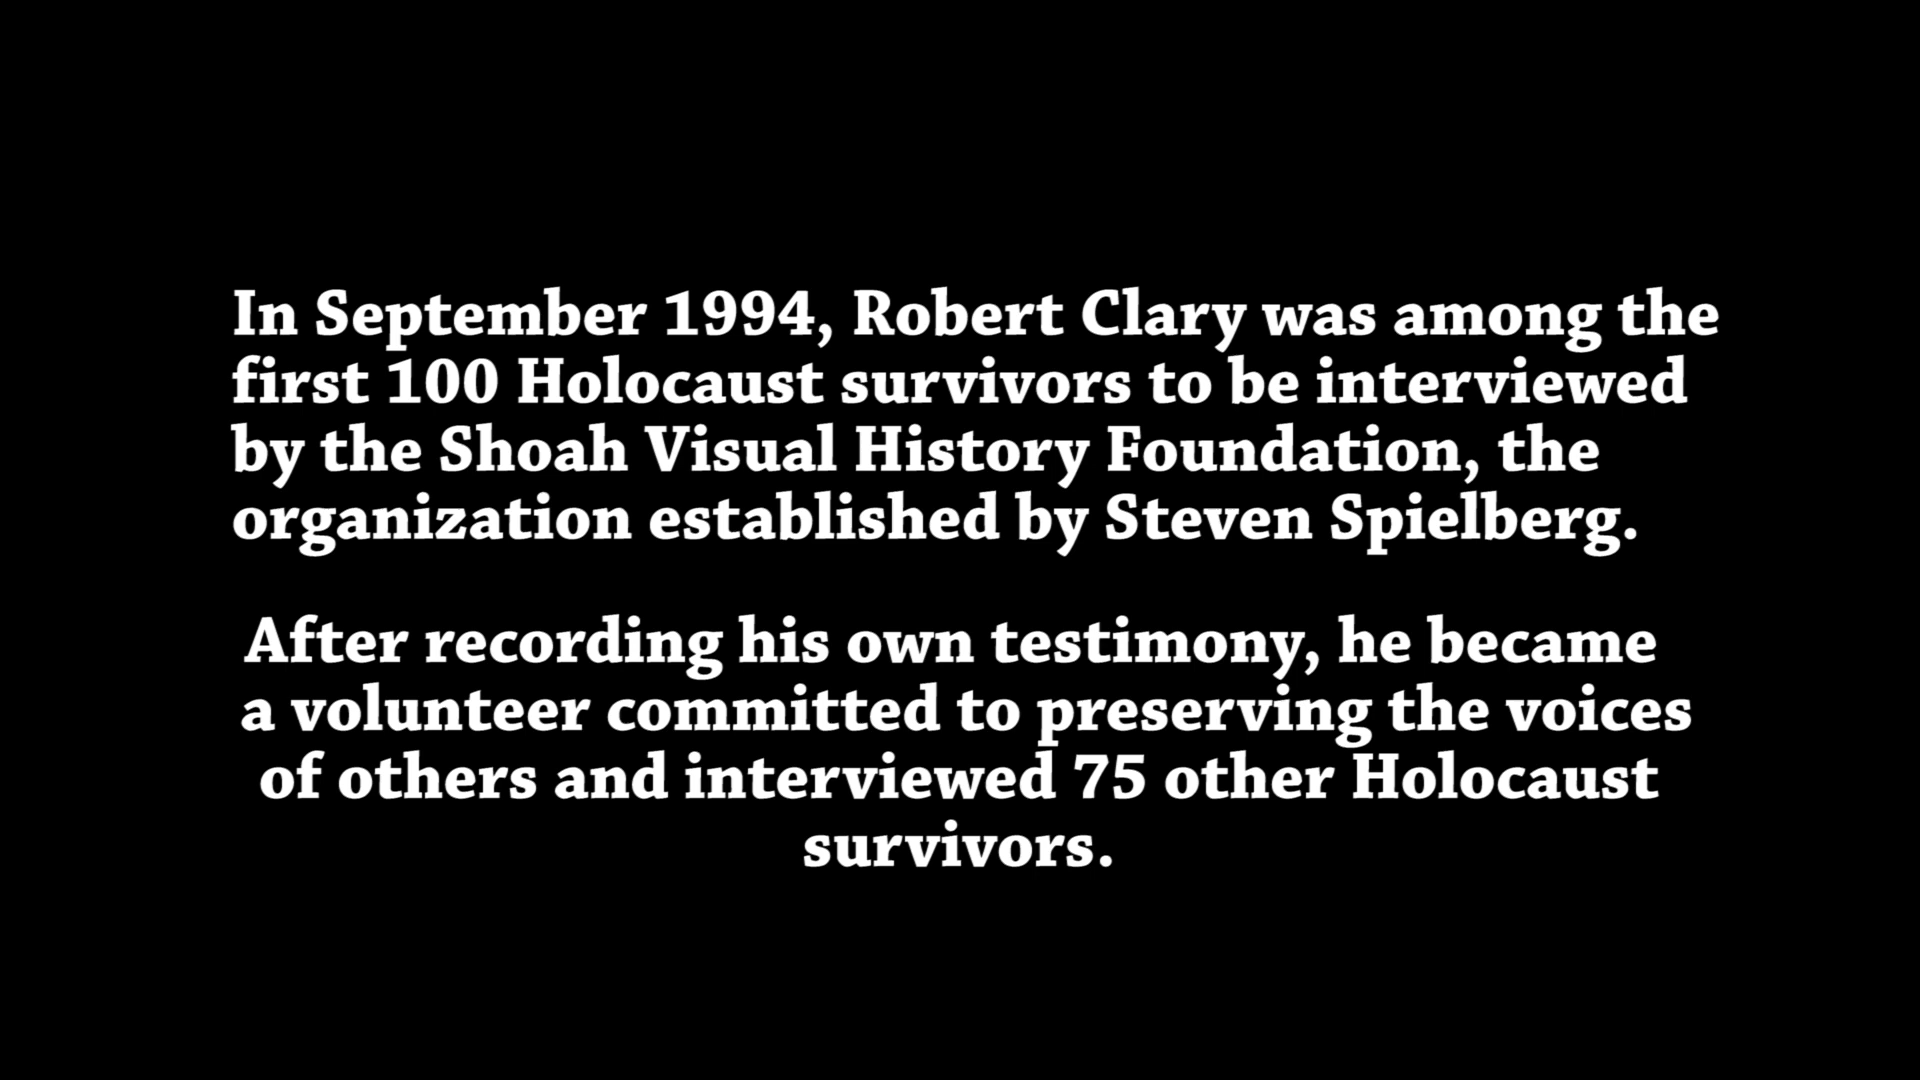 In September 1994, Robert Clary was among the
first 100 Holocaust survivors to be interviewed
by the Shoah Visual History Foundation, the
organization established by Steven Spielberg.
After recording his own testimony, he became
a volunteer committed to preserving the voices
of others and interviewed 75 other Holocaust
survivors.